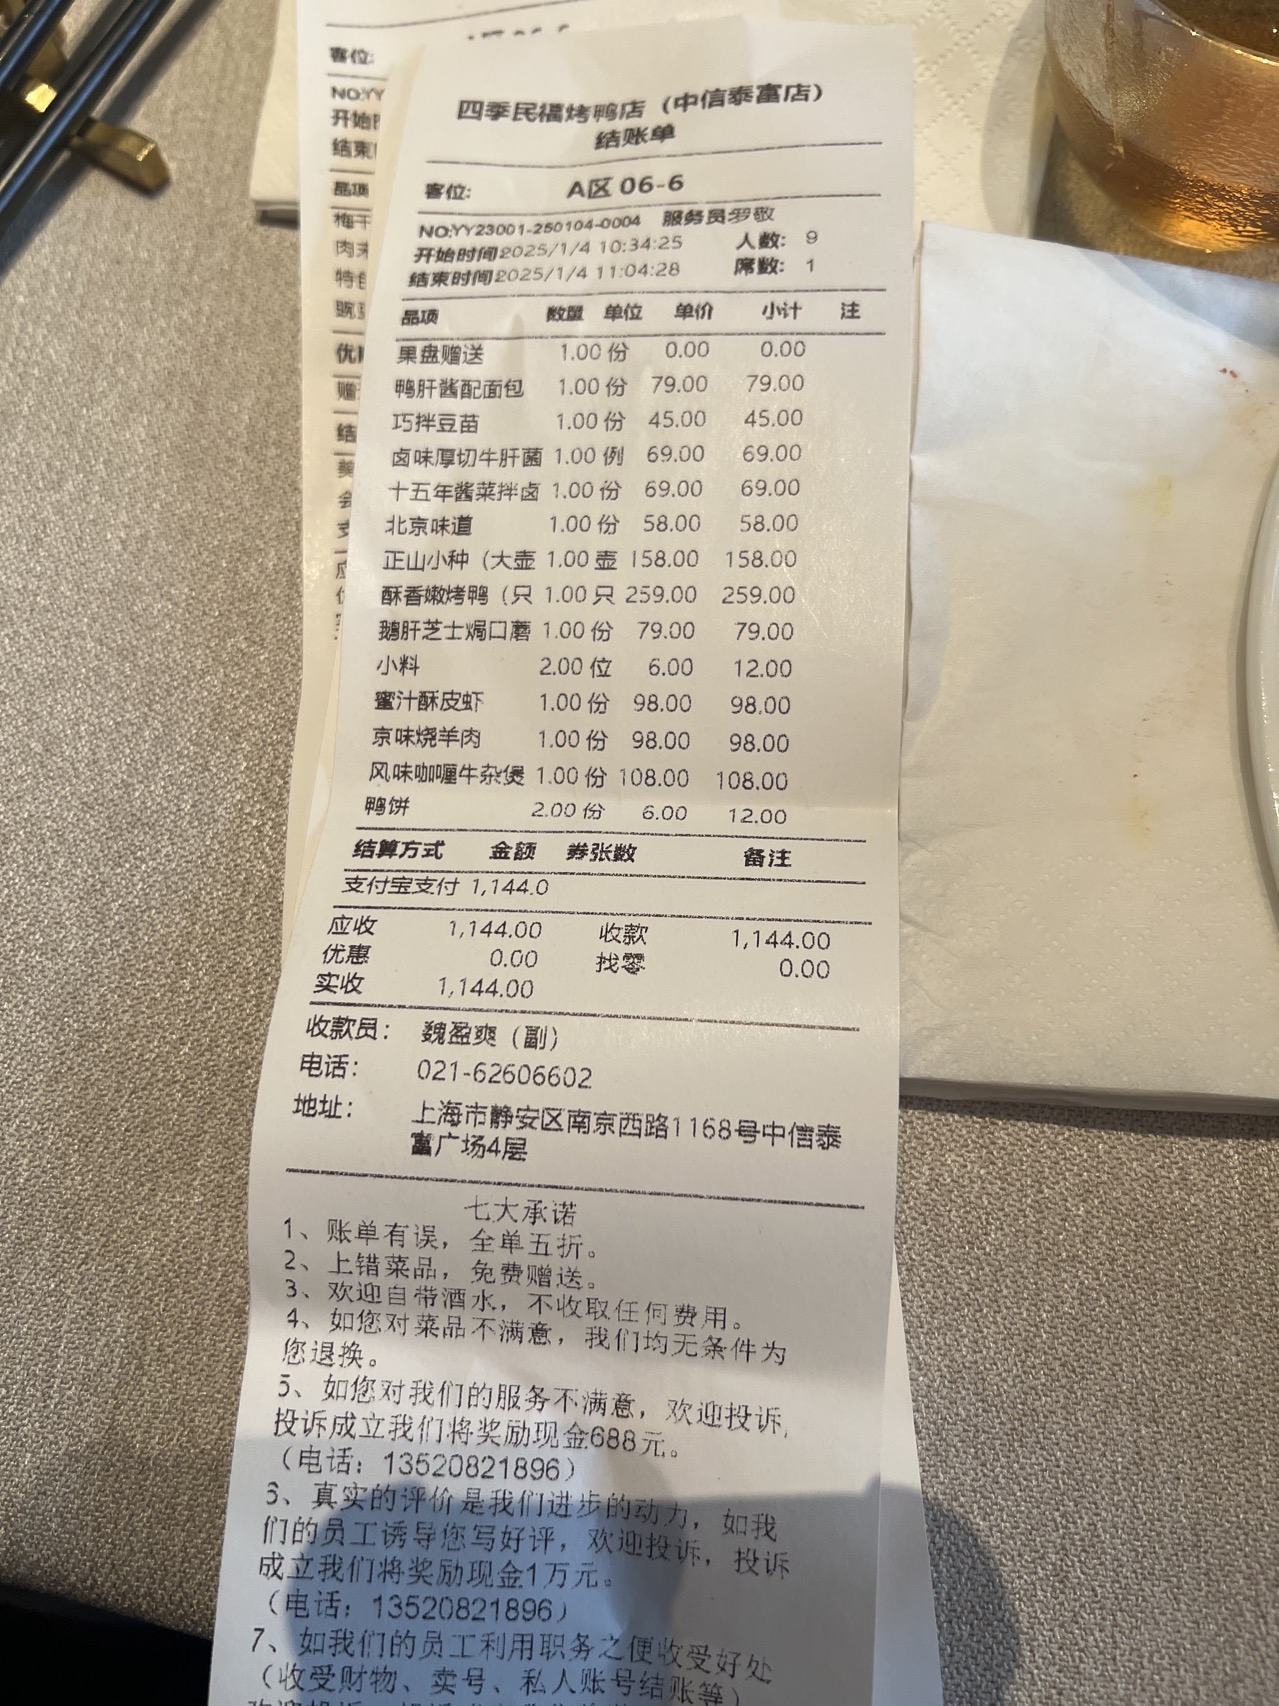 客位:
NO:YY
开始
结束
品项
梅干
肉末
特色
四季民福烤鸭店（中信泰富店）
结账单
客位: A区 06-6
NO:YY23001-250104-0004 服务员罗敬
开始时间2025/1/4 10:34:25 人数: 9
结束时间2025/1/4 11:04:28 席数: 1
品项 数量 单位 单价 小计 注
果盘赠送 1.00 份 0.00 0.00
鸭肝酱配面包 1.00 份 79.00 79.00
巧拌豆苗 1.00 份 45.00 45.00
卤味厚切牛肝菌 1.00 例 69.00 69.00
十五年酱菜拌卤 1.00 份 69.00 69.00
北京味道 1.00 份 58.00 58.00
正山小种（大壶 1.00 壶 158.00 158.00
酥香嫩烤鸭（只 1.00 只 259.00 259.00
鹅肝芝士焗口蘑 1.00 份 79.00 79.00
小料 2.00 位 6.00 12.00
蜜汁酥皮虾 1.00 份 98.00 98.00
京味烧羊肉 1.00 份 98.00 98.00
风味咖喱牛杂煲 1.00 份 108.00 108.00
鸭饼 2.00 份 6.00 12.00
结算方式 金额 券张数 备注
支付宝支付 1,144.0
应收 1,144.00 收款 1,144.00
优惠 0.00 找零 0.00
实收 1,144.00
收款员: 魏盈爽（副）
电话: 021-62606602
地址: 上海市静安区南京西路1168号中信泰
富广场4层
七大承诺
1、账单有误，全单五折。
2、上错菜品，免费赠送。
3、欢迎自带酒水，不收取任何费用。
4、如您对菜品不满意，我们均无条件为
您退换。
5、如您对我们的服务不满意，欢迎投诉,
投诉成立我们将奖励现金688元。
（电话: 13520821896）
6、真实的评价是我们进步的动力，如我
们的员工诱导您写好评，欢迎投诉，投诉
成立我们将奖励现金1万元。
（电话: 13520821896）
7、如我们的员工利用职务之便收受好处
（收受财物、卖号、私人账号结账等）